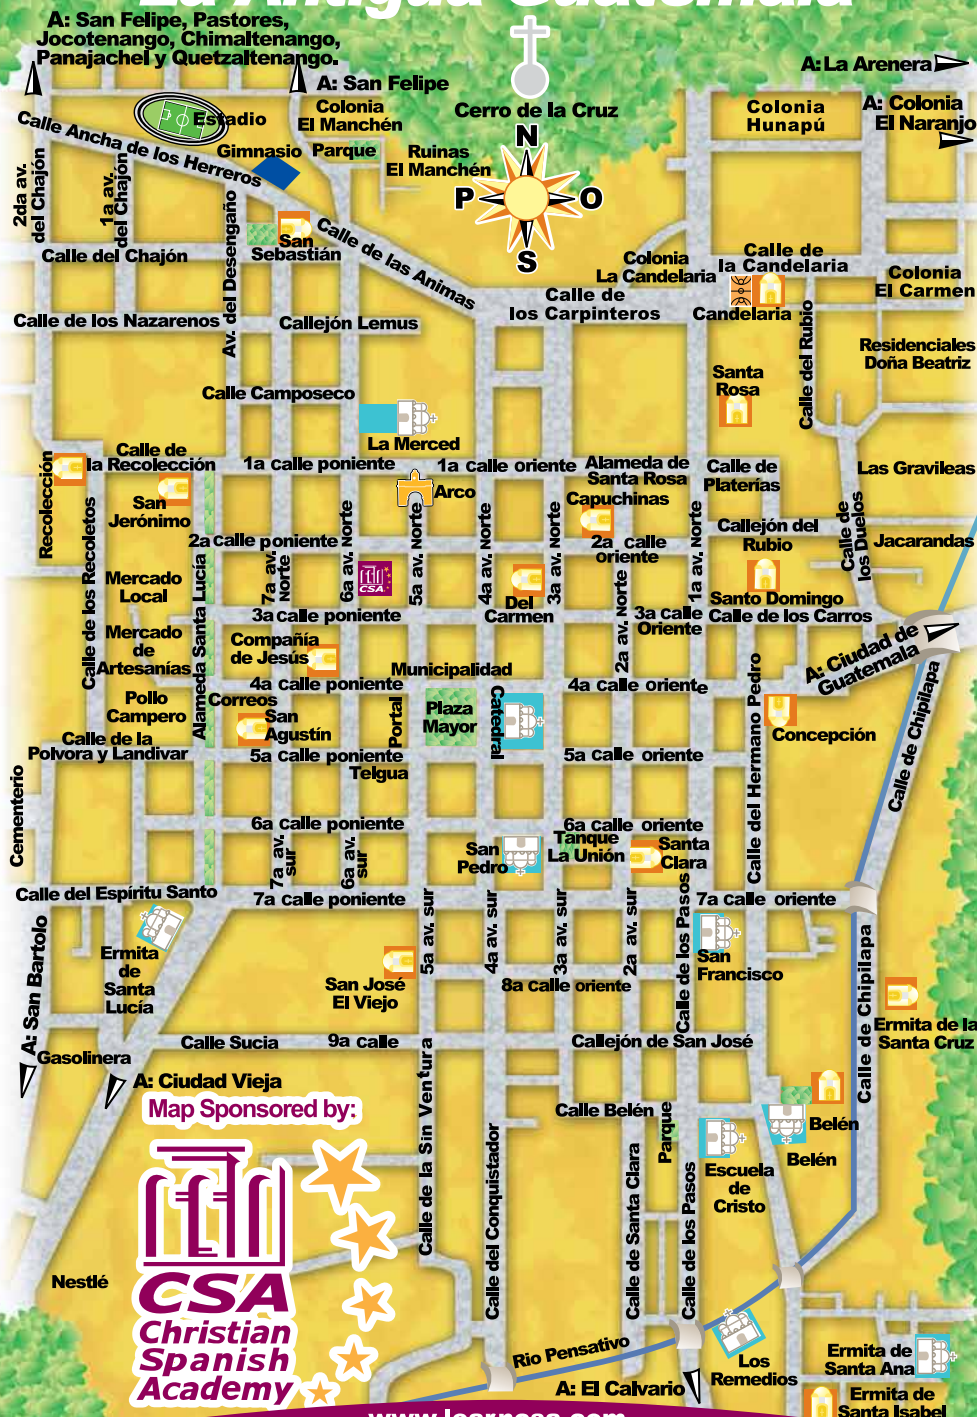 La Antigua Guatemala
A: San Felipe, Pastores,
Jocotenango, Chimaltenango,
Panajachel y Quetzaltenango.
A: San Felipe
A: La Arenera
Cerro de la Cruz
Colonia
El Manchén
Colonia
Hunapú
A: Colonia
El Naranjo
Estadio
Calle Ancha de los Herreros
Gimnasio
Parque
Ruinas
El Manchén
N
P
O
S
2da av.
del Chajón
1a av.
del Chajón
San
Sebastián
Calle de las Animas
Calle del Chajón
Av. del Desengaño
Colonia
La Candelaria
Calle de
la Candelaria
Colonia
El Carmen
Calle de
los Carpinteros
Candelaria
Calle de los Nazarenos
Callejón Lemus
Calle del Rubio
Residenciales
Doña Beatriz
Santa
Rosa
Calle Camposeco
La Merced
Recolección
Calle de
la Recolección
1a calle poniente
1a calle oriente
Alameda de
Santa Rosa
Calle de
Platerías
Las Gravileas
San
Jerónimo
Arco
Capuchinas
Calle de los Recoletos
2a calle poniente
2a calle
oriente
Callejón del
Rubio
Calle de
los Duelos
Jacarandas
7a av.
Norte
6a av. Norte
5a av. Norte
4a av. Norte
3a av. Norte
2a av. Norte
1a av. Norte
CSA
Mercado
Local
Alameda Santa Lucía
Del
Carmen
Santo Domingo
3a calle poniente
3a calle
Oriente
Calle de los Carros
Mercado
de
Artesanías
Compañía
de Jesús
Municipalidad
A: Ciudad de
Guatemala
4a calle poniente
4a calle oriente
Pollo
Campero
Correos
San
Agustín
Portal
Plaza
Mayor
Catedral
Calle del Hermano Pedro
Concepción
Calle de Chipilapa
Calle de la
Polvora y Landivar
5a calle poniente
Telgua
5a calle oriente
Cementerio
6a calle poniente
6a calle oriente
7a av.
sur
6a av.
sur
San
Pedro
Tanque
La Unión
Santa
Clara
Calle del Espíritu Santo
7a calle poniente
7a calle oriente
A: San Bartolo
Ermita
de
Santa
Lucía
San José
El Viejo
5a av. sur
4a av. sur
3a av. sur
2a av. sur
Calle de los Pasos
San
Francisco
8a calle oriente
Calle de Chipilapa
Ermita de la
Santa Cruz
Gasolinera
Calle Sucia
9a calle
Callejón de San José
A: Ciudad Vieja
Map Sponsored by:
Calle de la Sin Ventura
Calle Belén
Parque
Belén
Belén
Escuela
de
Cristo
Calle del Conquistador
Calle de Santa Clara
Calle de los Pasos
Nestlé
CSA
Christian
Spanish
Academy
Rio Pensativo
A: El Calvario
Los
Remedios
Ermita de
Santa Ana
Ermita de
Santa Isabel
www.learncsa.com